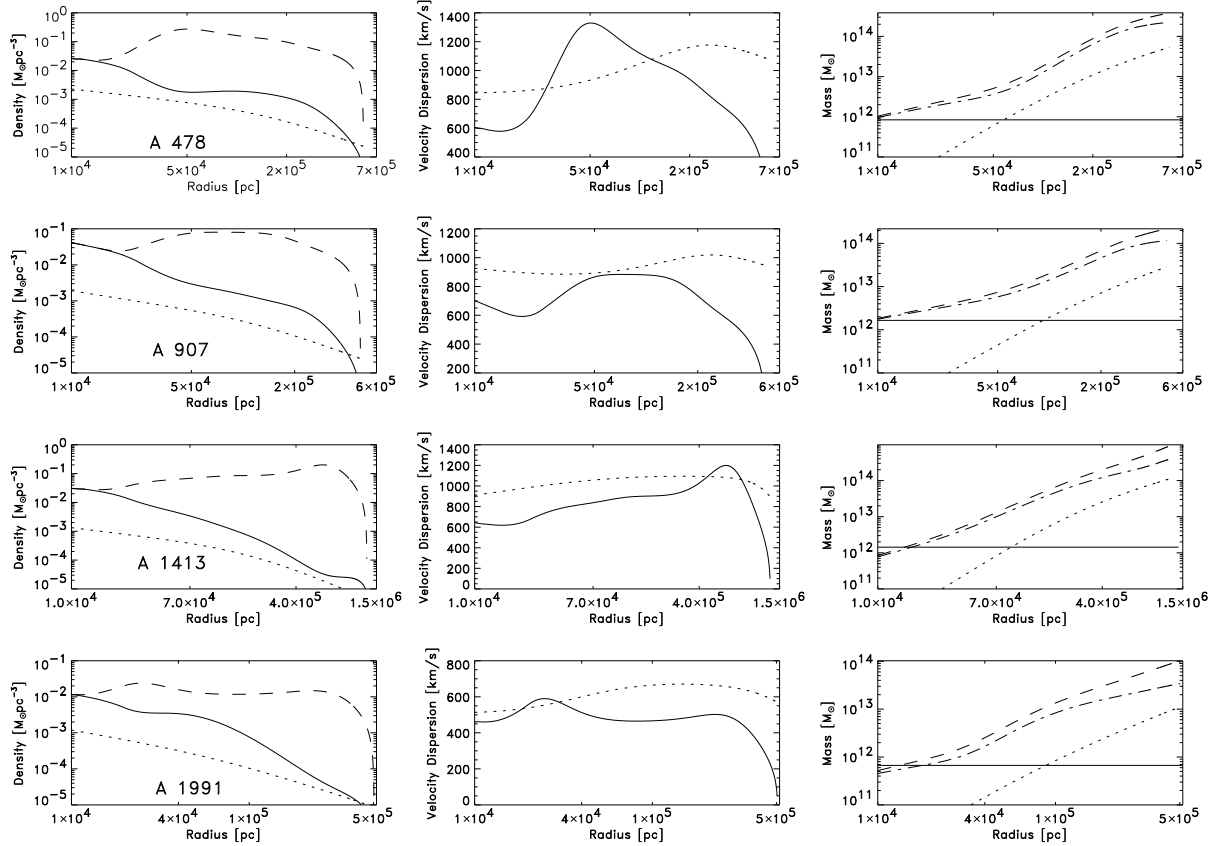 10⁰
10⁻¹
10⁻²
10⁻³
10⁻⁴
10⁻⁵
Density [M☉pc⁻³]
A 478
1×10⁴ 5×10⁴ 2×10⁵ 7×10⁵
Radius [pc]
1400
1200
1000
800
600
400
Velocity Dispersion [km/s]
1×10⁴ 5×10⁴ 2×10⁵ 7×10⁵
Radius [pc]
10¹⁴
10¹³
10¹²
10¹¹
Mass [M☉]
1×10⁴ 5×10⁴ 2×10⁵ 7×10⁵
Radius [pc]
10⁻¹
10⁻²
10⁻³
10⁻⁴
10⁻⁵
Density [M☉pc⁻³]
A 907
1×10⁴ 5×10⁴ 2×10⁵ 6×10⁵
Radius [pc]
1200
1000
800
600
400
200
Velocity Dispersion [km/s]
1×10⁴ 5×10⁴ 2×10⁵ 6×10⁵
Radius [pc]
10¹⁴
10¹³
10¹²
10¹¹
Mass [M☉]
1×10⁴ 5×10⁴ 2×10⁵ 6×10⁵
Radius [pc]
10⁰
10⁻¹
10⁻²
10⁻³
10⁻⁴
10⁻⁵
Density [M☉pc⁻³]
A 1413
1.0×10⁴ 7.0×10⁴ 4.0×10⁵ 1.5×10⁶
Radius [pc]
1400
1200
1000
800
600
400
200
0
Velocity Dispersion [km/s]
1.0×10⁴ 7.0×10⁴ 4.0×10⁵ 1.5×10⁶
Radius [pc]
10¹⁵
10¹⁴
10¹³
10¹²
10¹¹
Mass [M☉]
1.0×10⁴ 7.0×10⁴ 4.0×10⁵ 1.5×10⁶
Radius [pc]
10⁻¹
10⁻²
10⁻³
10⁻⁴
10⁻⁵
Density [M☉pc⁻³]
A 1991
1×10⁴ 4×10⁴ 1×10⁵ 5×10⁵
Radius [pc]
800
600
400
200
0
Velocity Dispersion [km/s]
1×10⁴ 4×10⁴ 1×10⁵ 5×10⁵
Radius [pc]
10¹⁴
10¹³
10¹²
10¹¹
Mass [M☉]
1×10⁴ 4×10⁴ 1×10⁵ 5×10⁵
Radius [pc]